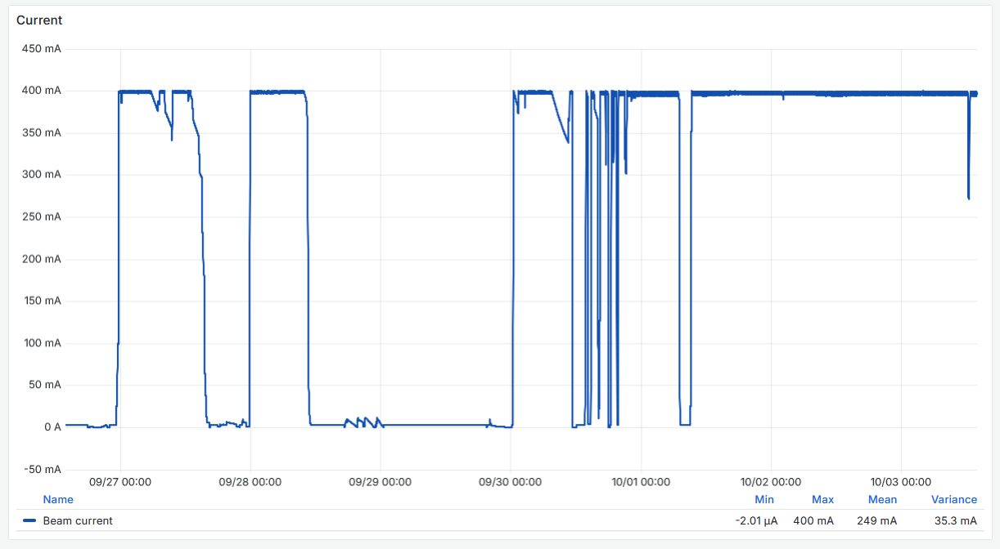 Current
450 mA
400 mA
350 mA
300 mA
250 mA
200 mA
150 mA
100 mA
50 mA
0 A
-50 mA
09/27 00:00 09/28 00:00 09/29 00:00 09/30 00:00 10/01 00:00 10/02 00:00 10/03 00:00
Name Min Max Mean Variance
Beam current -2.01 µA 400 mA 249 mA 35.3 mA